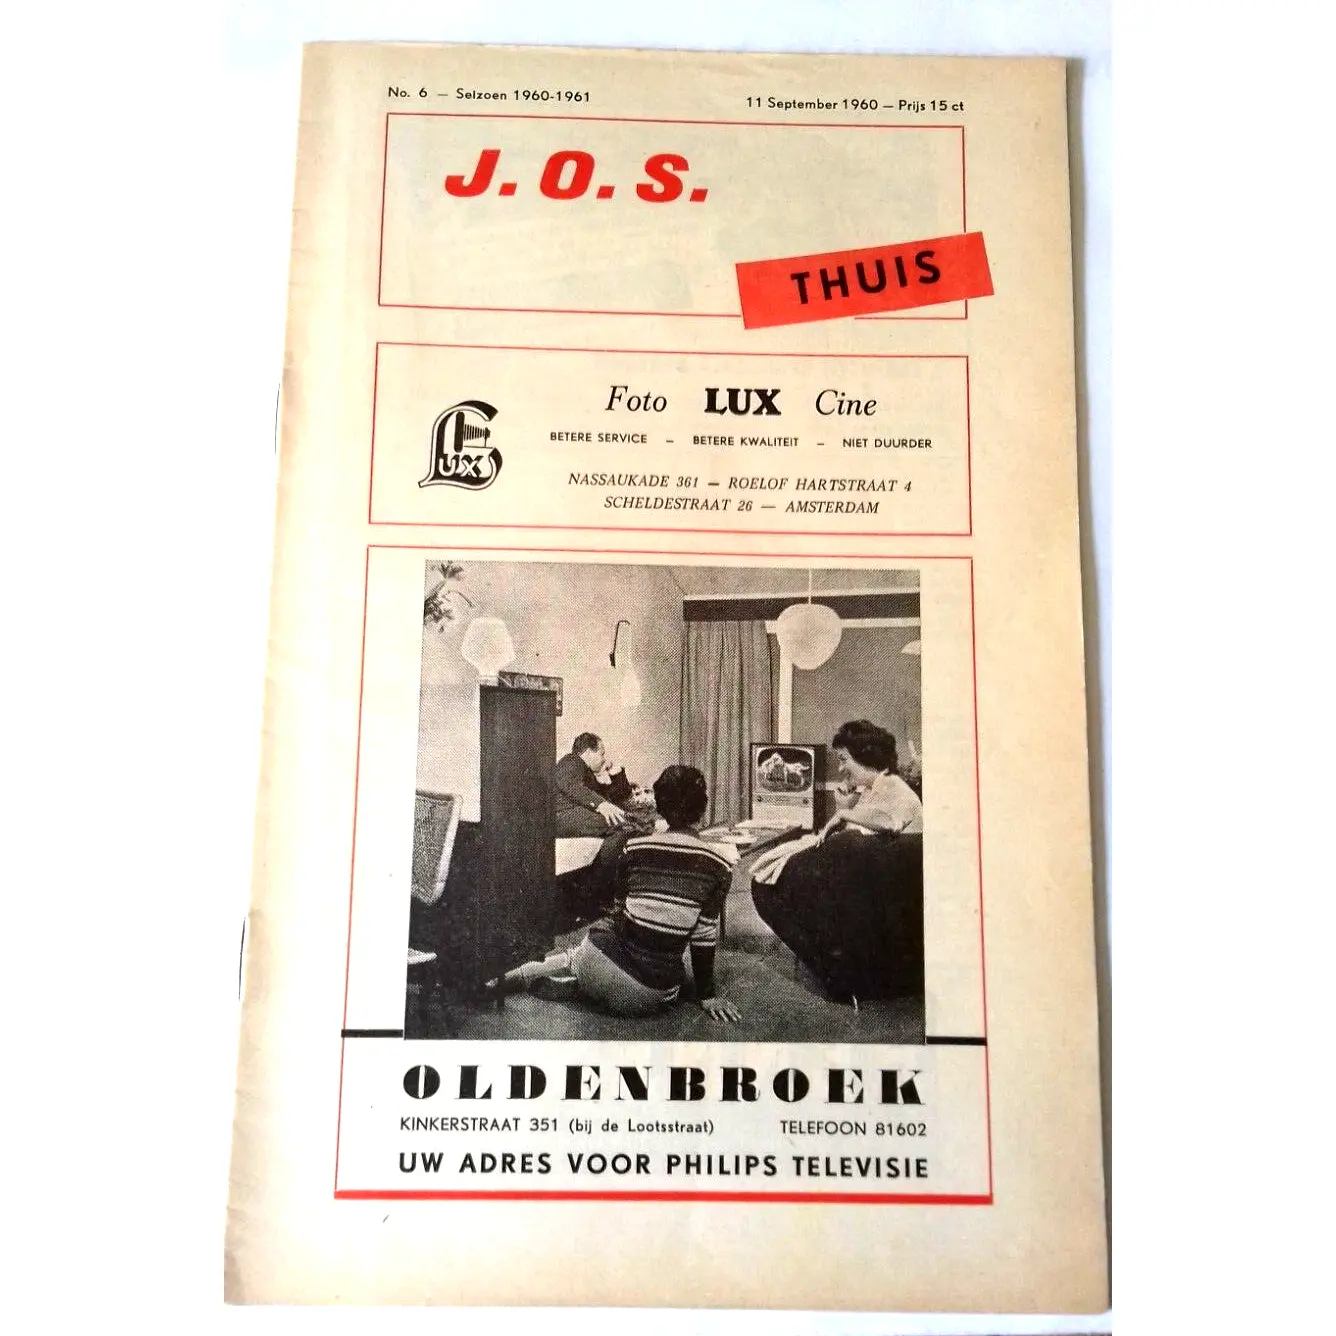 No. 6 — Seizoen 1960-1961
11 September 1960 — Prijs 15 ct
J.O.S.
THUIS
LUX
Foto LUX Cine
BETERE SERVICE — BETERE KWALITEIT — NIET DUURDER
NASSAUKADE 361 — ROELOF HARTSTRAAT 4
SCHELDESTRAAT 26 — AMSTERDAM
OLDENBROEK
KINKERSTRAAT 351 (bij de Lootsstraat) TELEFOON 81602
UW ADRES VOOR PHILIPS TELEVISIE